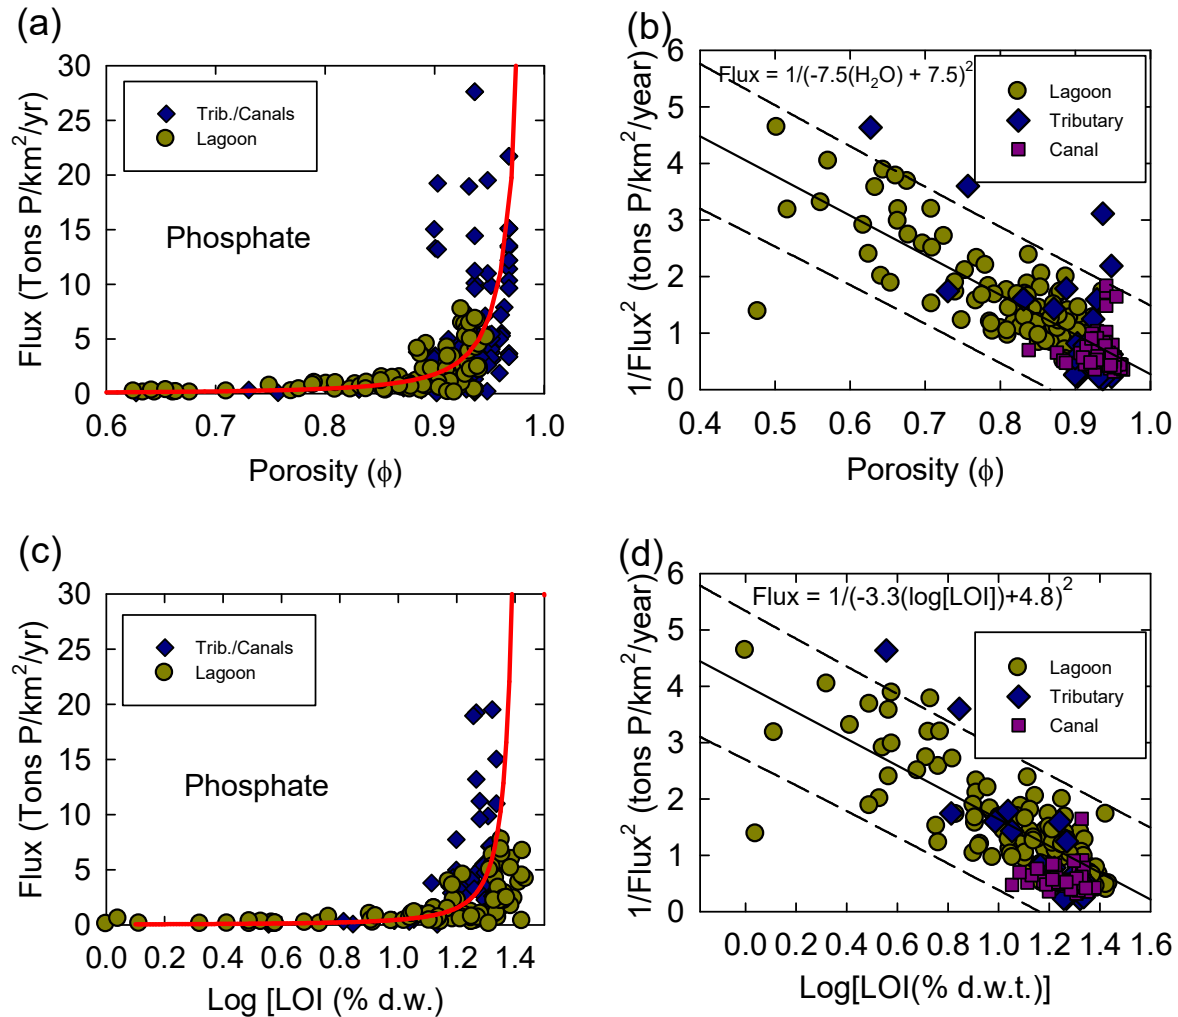 (a)
Flux (Tons P/km²/yr)
30
25
20
15
10
5
0
Trib./Canals
Lagoon
Phosphate
0.6 0.7 0.8 0.9 1.0
Porosity (ϕ)
(b)
1/Flux² (tons P/km²/year)
6
5
4
3
2
1
0
Flux = 1/(-7.5(H₂O) + 7.5)²
Lagoon
Tributary
Canal
0.4 0.5 0.6 0.7 0.8 0.9 1.0
Porosity (ϕ)
(c)
Flux (Tons P/km²/yr)
30
25
20
15
10
5
0
Trib./Canals
Lagoon
Phosphate
0.0 0.2 0.4 0.6 0.8 1.0 1.2 1.4
Log [LOI (% d.w.)
(d)
1/Flux² (tons P/km²/year)
6
5
4
3
2
1
0
Flux = 1/(-3.3(log[LOI])+4.8)²
Lagoon
Tributary
Canal
0.0 0.2 0.4 0.6 0.8 1.0 1.2 1.4 1.6
Log[LOI(% d.w.t.)]